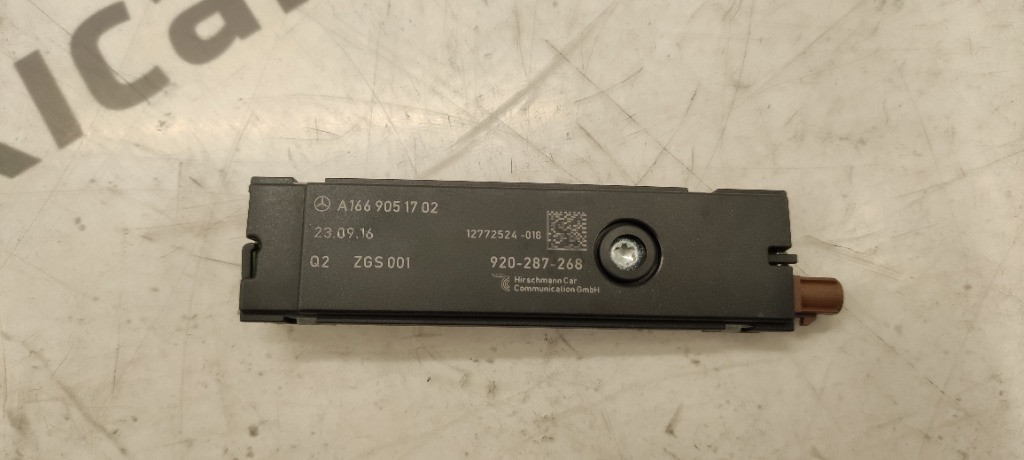 A166 905 17 02
23.09.16
Q2 ZGS 001
12772524 -018
920-287-268
Hirschmann Car
Communication GmbH